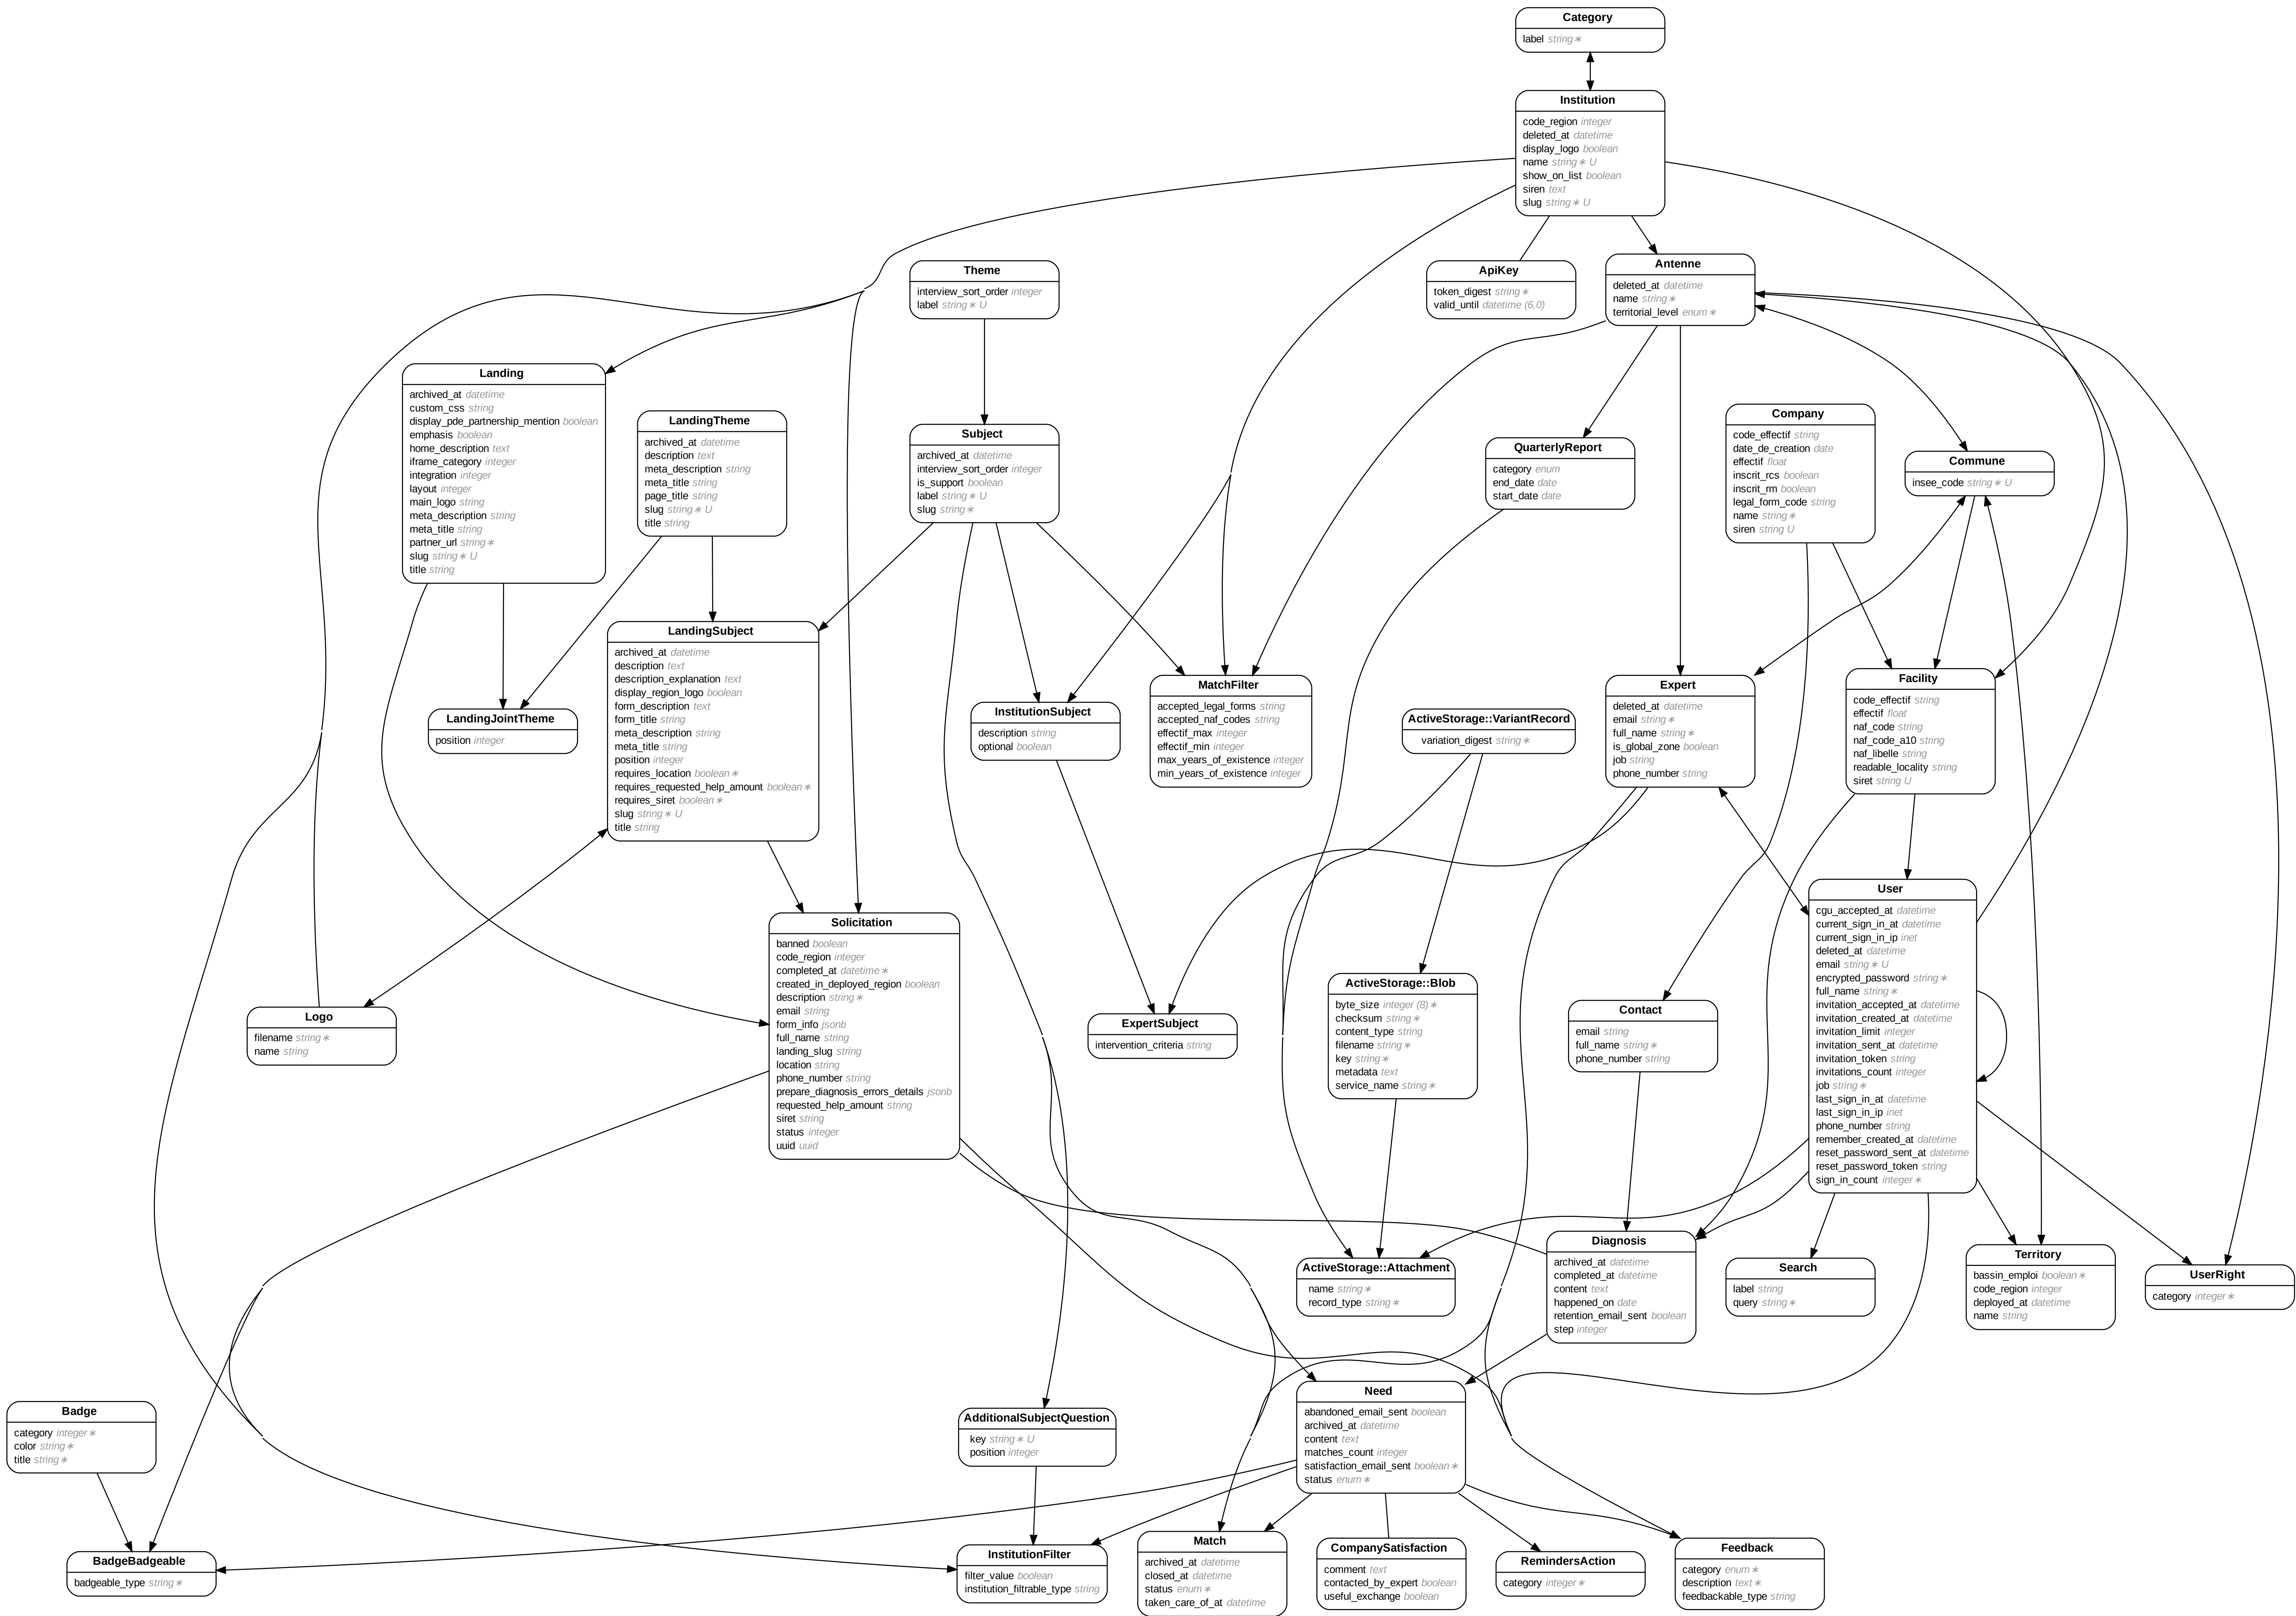 Category
label string∗
Institution
code_region integer
deleted_at datetime
display_logo boolean
name string∗ U
show_on_list boolean
siren text
slug string∗ U
Theme
interview_sort_order integer
label string∗ U
ApiKey
token_digest string∗
valid_until datetime (6,0)
Antenne
deleted_at datetime
name string∗
territorial_level enum∗
Landing
archived_at datetime
custom_css string
display_pde_partnership_mention boolean
emphasis boolean
home_description text
iframe_category integer
integration integer
layout integer
main_logo string
meta_description string
meta_title string
partner_url string∗
slug string∗ U
title string
LandingTheme
archived_at datetime
description text
meta_description string
meta_title string
page_title string
slug string∗ U
title string
Subject
archived_at datetime
interview_sort_order integer
is_support boolean
label string∗ U
slug string∗
QuarterlyReport
category enum
end_date date
start_date date
Company
code_effectif string
date_de_creation date
effectif float
inscrit_rcs boolean
inscrit_rm boolean
legal_form_code string
name string∗
siren string U
Commune
insee_code string∗ U
LandingSubject
archived_at datetime
description text
description_explanation text
display_region_logo boolean
form_description text
form_title string
meta_description string
meta_title string
position integer
requires_location boolean∗
requires_requested_help_amount boolean∗
requires_siret boolean∗
slug string∗ U
title string
LandingJointTheme
position integer
InstitutionSubject
description string
optional boolean
MatchFilter
accepted_legal_forms string
accepted_naf_codes string
effectif_max integer
effectif_min integer
max_years_of_existence integer
min_years_of_existence integer
ActiveStorage::VariantRecord
variation_digest string∗
Expert
deleted_at datetime
email string∗
full_name string∗
is_global_zone boolean
job string
phone_number string
Facility
code_effectif string
effectif float
naf_code string
naf_code_a10 string
naf_libelle string
readable_locality string
siret string U
User
cgu_accepted_at datetime
current_sign_in_at datetime
current_sign_in_ip inet
deleted_at datetime
email string∗ U
encrypted_password string∗
full_name string∗
invitation_accepted_at datetime
invitation_created_at datetime
invitation_limit integer
invitation_sent_at datetime
invitation_token string
invitations_count integer
job string∗
last_sign_in_at datetime
last_sign_in_ip inet
phone_number string
remember_created_at datetime
reset_password_sent_at datetime
reset_password_token string
sign_in_count integer∗
Solicitation
banned boolean
code_region integer
completed_at datetime∗
created_in_deployed_region boolean
description string∗
email string
form_info jsonb
full_name string
landing_slug string
location string
phone_number string
prepare_diagnosis_errors_details jsonb
requested_help_amount string
siret string
status integer
uuid uuid
Logo
filename string∗
name string
ExpertSubject
intervention_criteria string
ActiveStorage::Blob
byte_size integer (8)∗
checksum string∗
content_type string
filename string∗
key string∗
metadata text
service_name string∗
Contact
email string
full_name string∗
phone_number string
ActiveStorage::Attachment
name string∗
record_type string∗
Diagnosis
archived_at datetime
completed_at datetime
content text
happened_on date
retention_email_sent boolean
step integer
Search
label string
query string∗
Territory
bassin_emploi boolean∗
code_region integer
deployed_at datetime
name string
UserRight
category integer∗
Badge
category integer∗
color string∗
title string∗
AdditionalSubjectQuestion
key string∗ U
position integer
Need
abandoned_email_sent boolean
archived_at datetime
content text
matches_count integer
satisfaction_email_sent boolean∗
status enum∗
BadgeBadgeable
badgeable_type string∗
InstitutionFilter
filter_value boolean
institution_filtrable_type string
Match
archived_at datetime
closed_at datetime
status enum∗
taken_care_of_at datetime
CompanySatisfaction
comment text
contacted_by_expert boolean
useful_exchange boolean
RemindersAction
category integer∗
Feedback
category enum∗
description text∗
feedbackable_type string